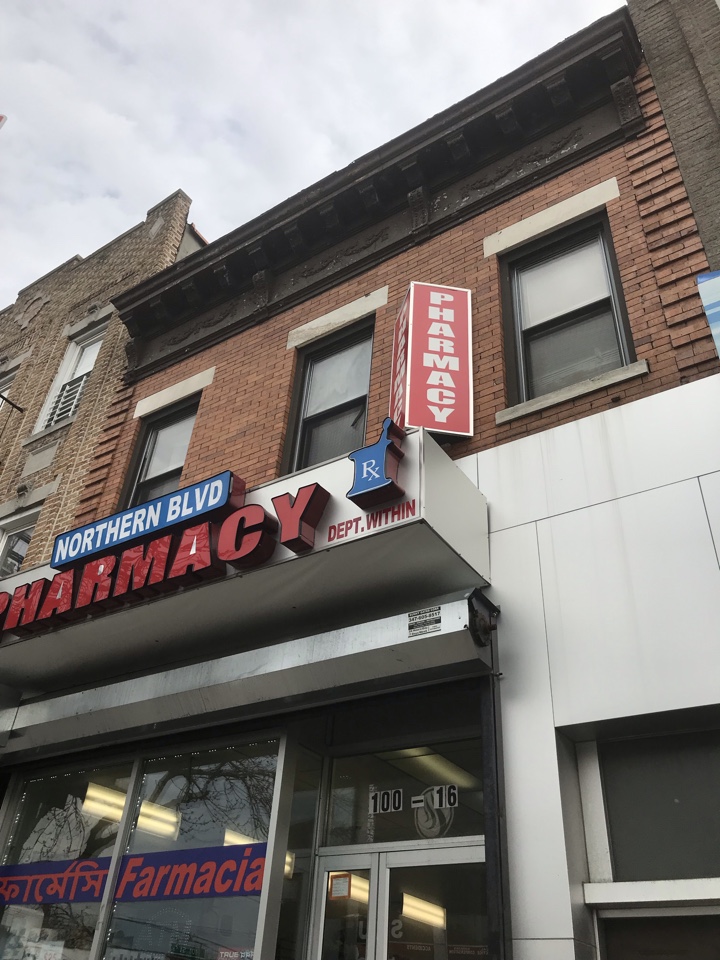 PHARMACY
NORTHERN BLVD
PHARMACY
Rx
DEPT. WITHIN
100-16
ফার্মেসি Farmacia